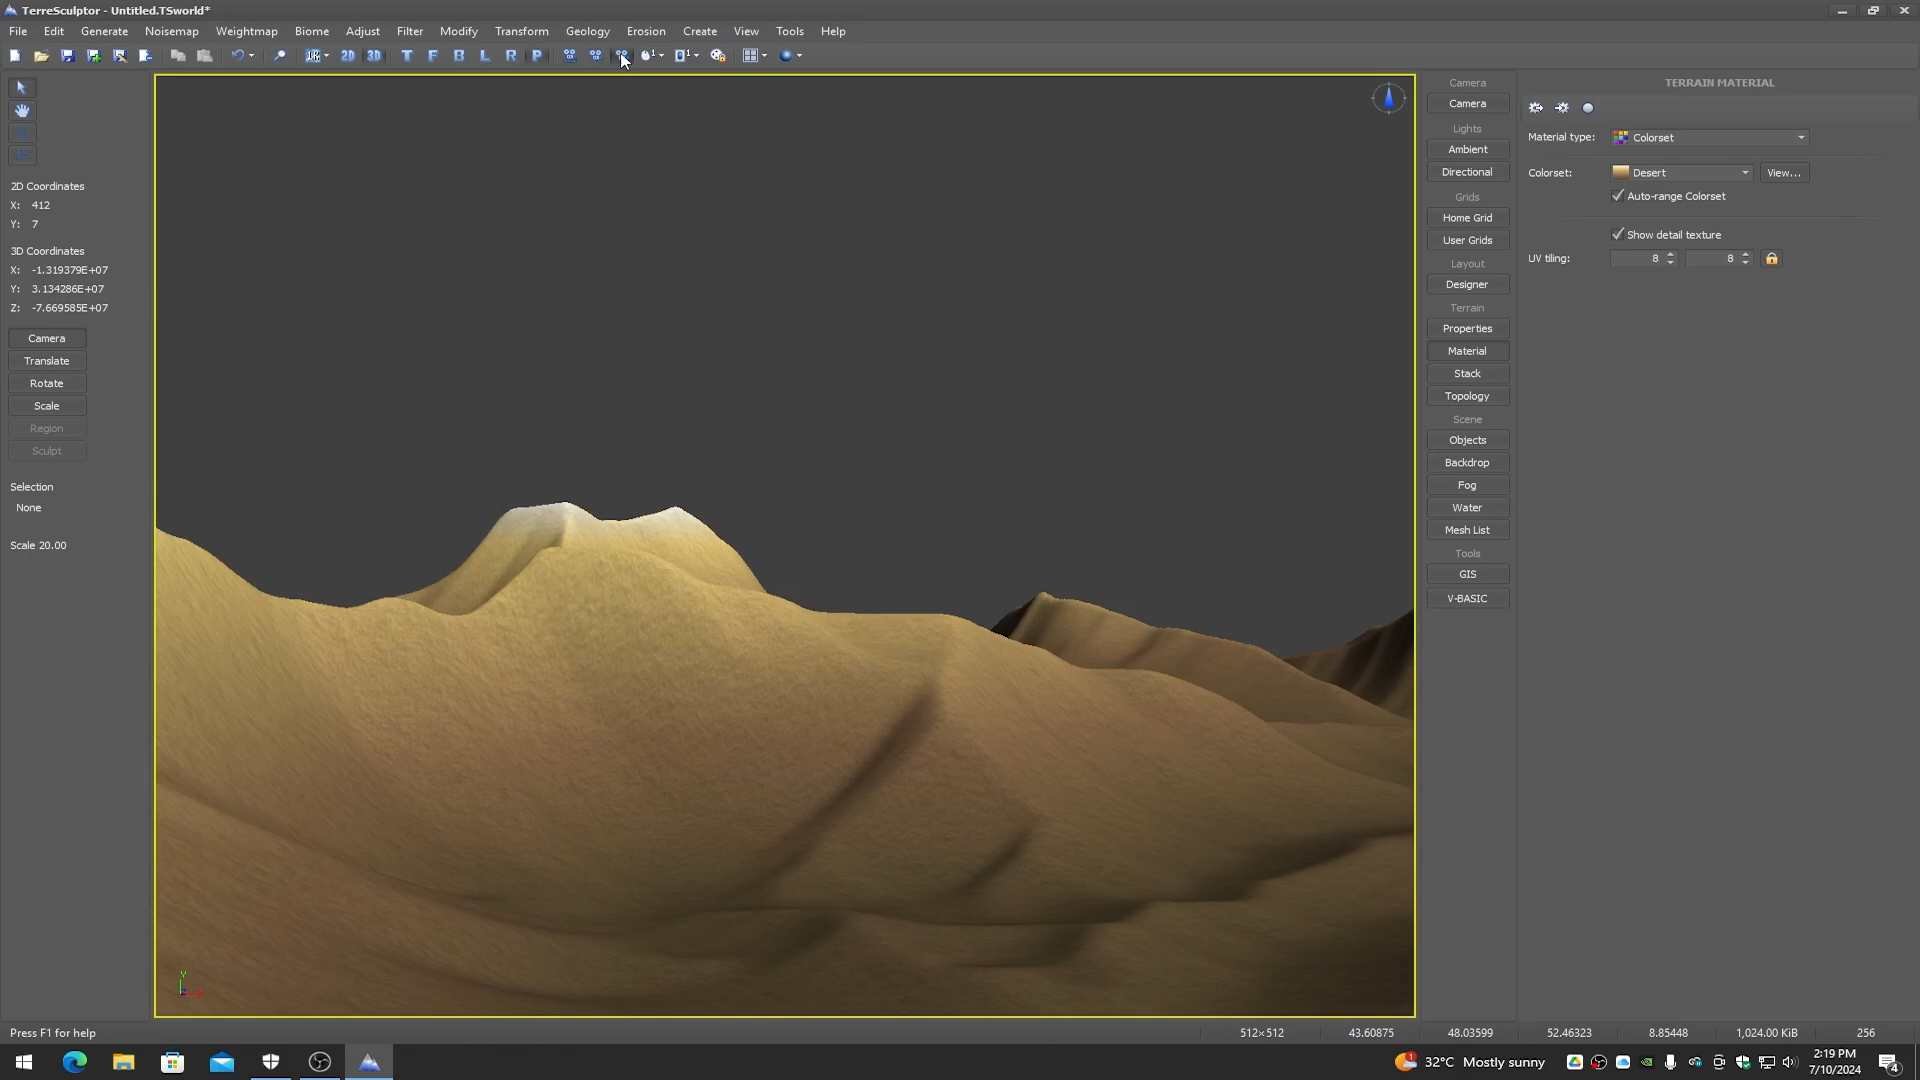 TerreSculptor - Untitled.TSworld*
File Edit Generate Noisemap Weightmap Biome Adjust Filter Modify Transform Geology Erosion Create View Tools Help
2D 3D T F B L R P
2D Coordinates
X: 412
Y: 7
3D Coordinates
X: -1.319379E+07
Y: 3.134286E+07
Z: -7.669585E+07
Camera
Translate
Rotate
Scale
Region
Sculpt
Selection
None
Scale 20.00
Camera
Camera
Lights
Ambient
Directional
Grids
Home Grid
User Grids
Layout
Designer
Terrain
Properties
Material
Stack
Topology
Scene
Objects
Backdrop
Fog
Water
Mesh List
Tools
GIS
V-BASIC
TERRAIN MATERIAL
Material type: Colorset
Colorset: Desert View...
Auto-range Colorset
Show detail texture
UV tiling: 8 8
Press F1 for help 512×512 43.60875 48.03599 52.46323 8.85448 1,024.00 KiB 256
32°C Mostly sunny
2:19 PM
7/10/2024
4